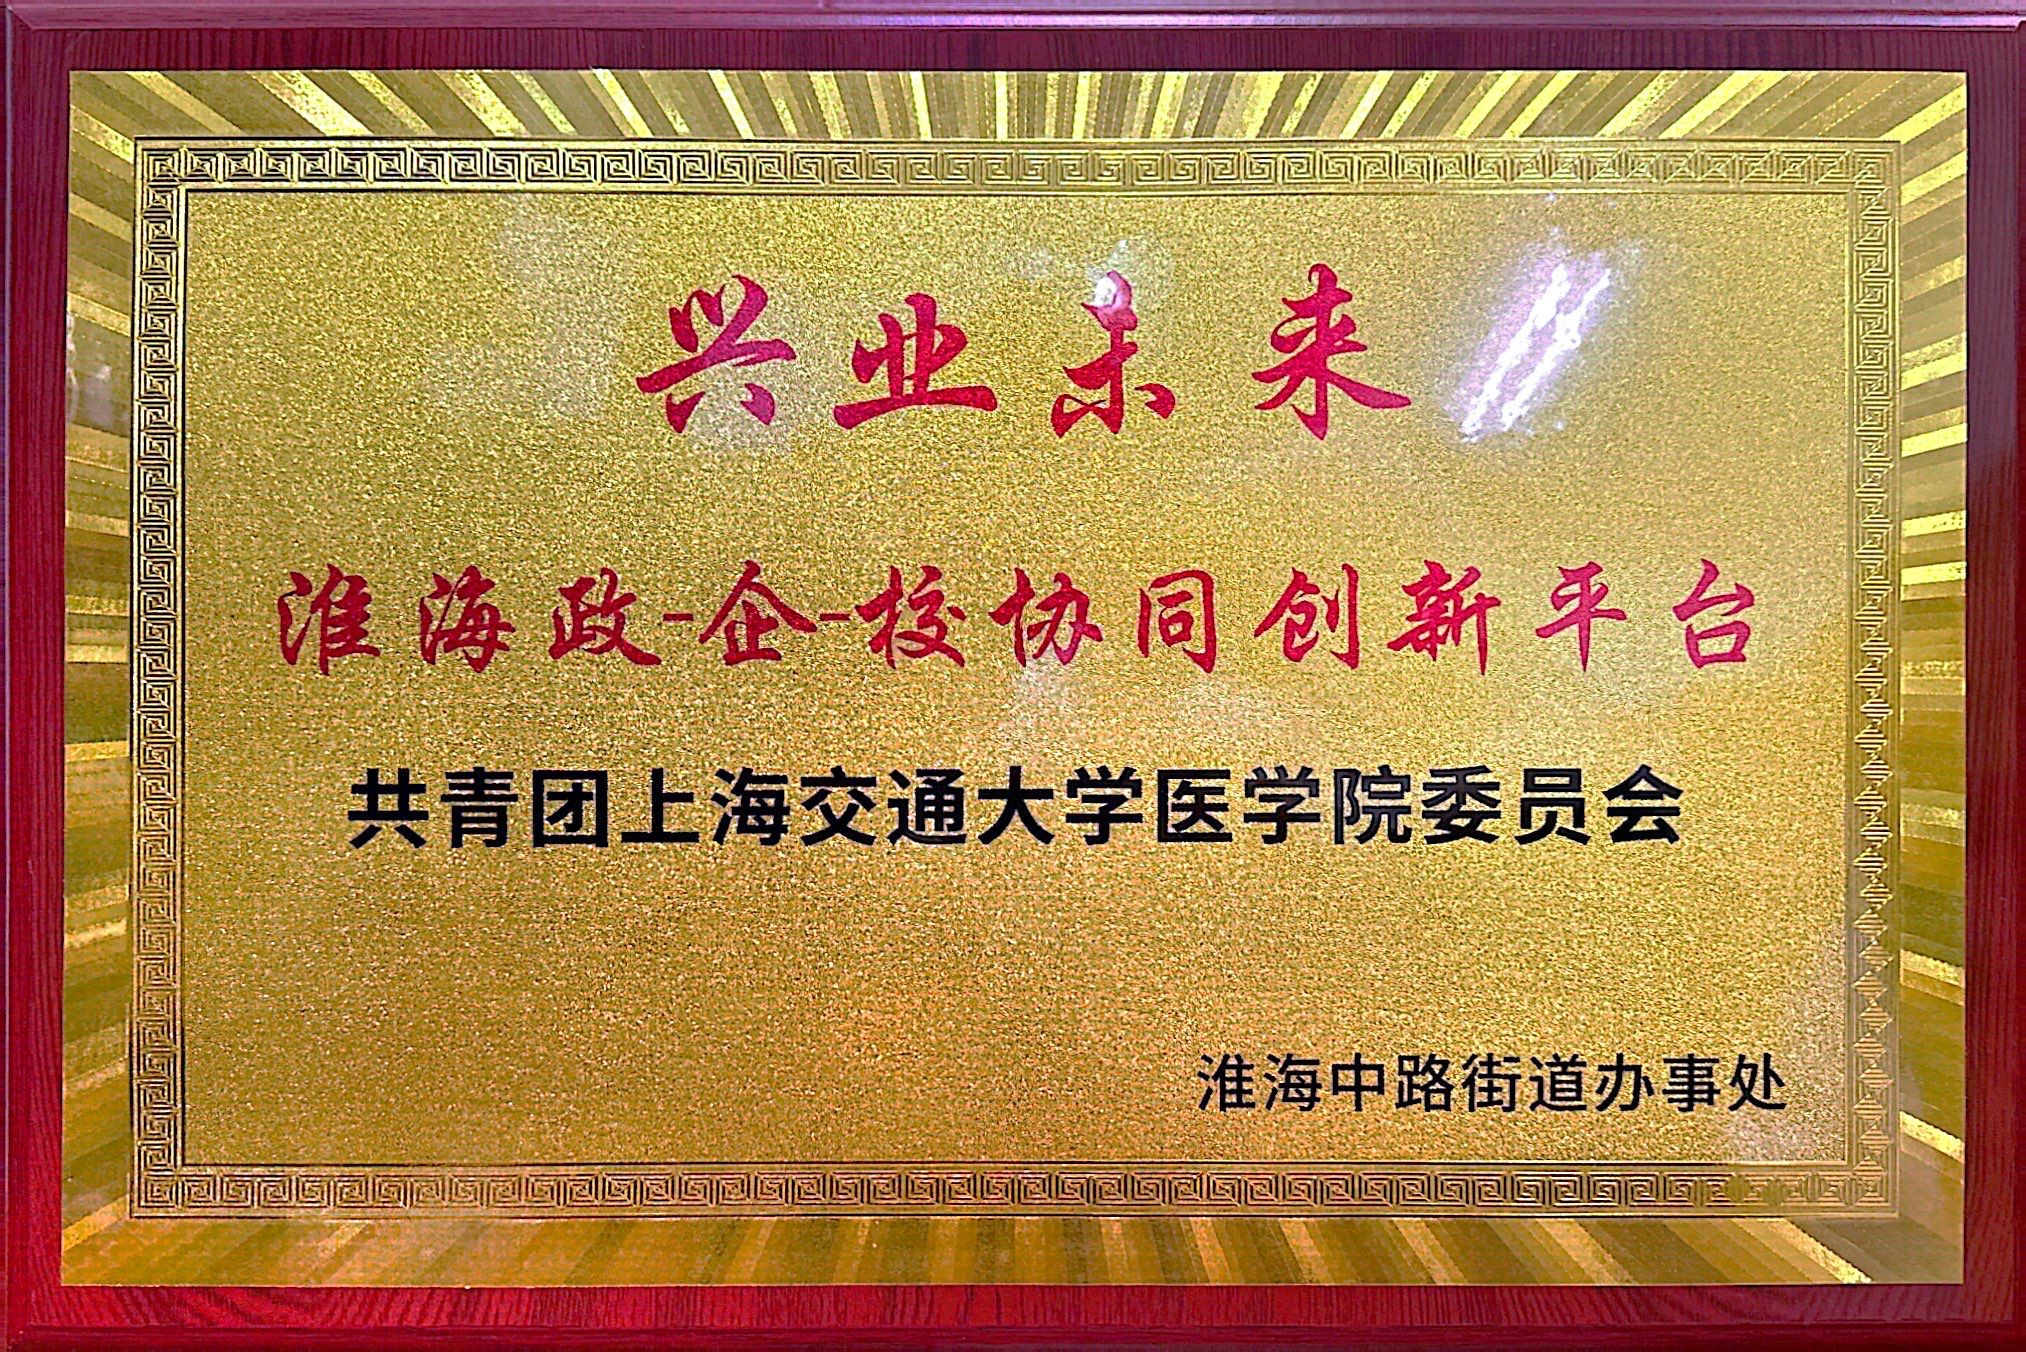 兴业未来
淮海政-企-校协同创新平台
共青团上海交通大学医学院委员会
淮海中路街道办事处